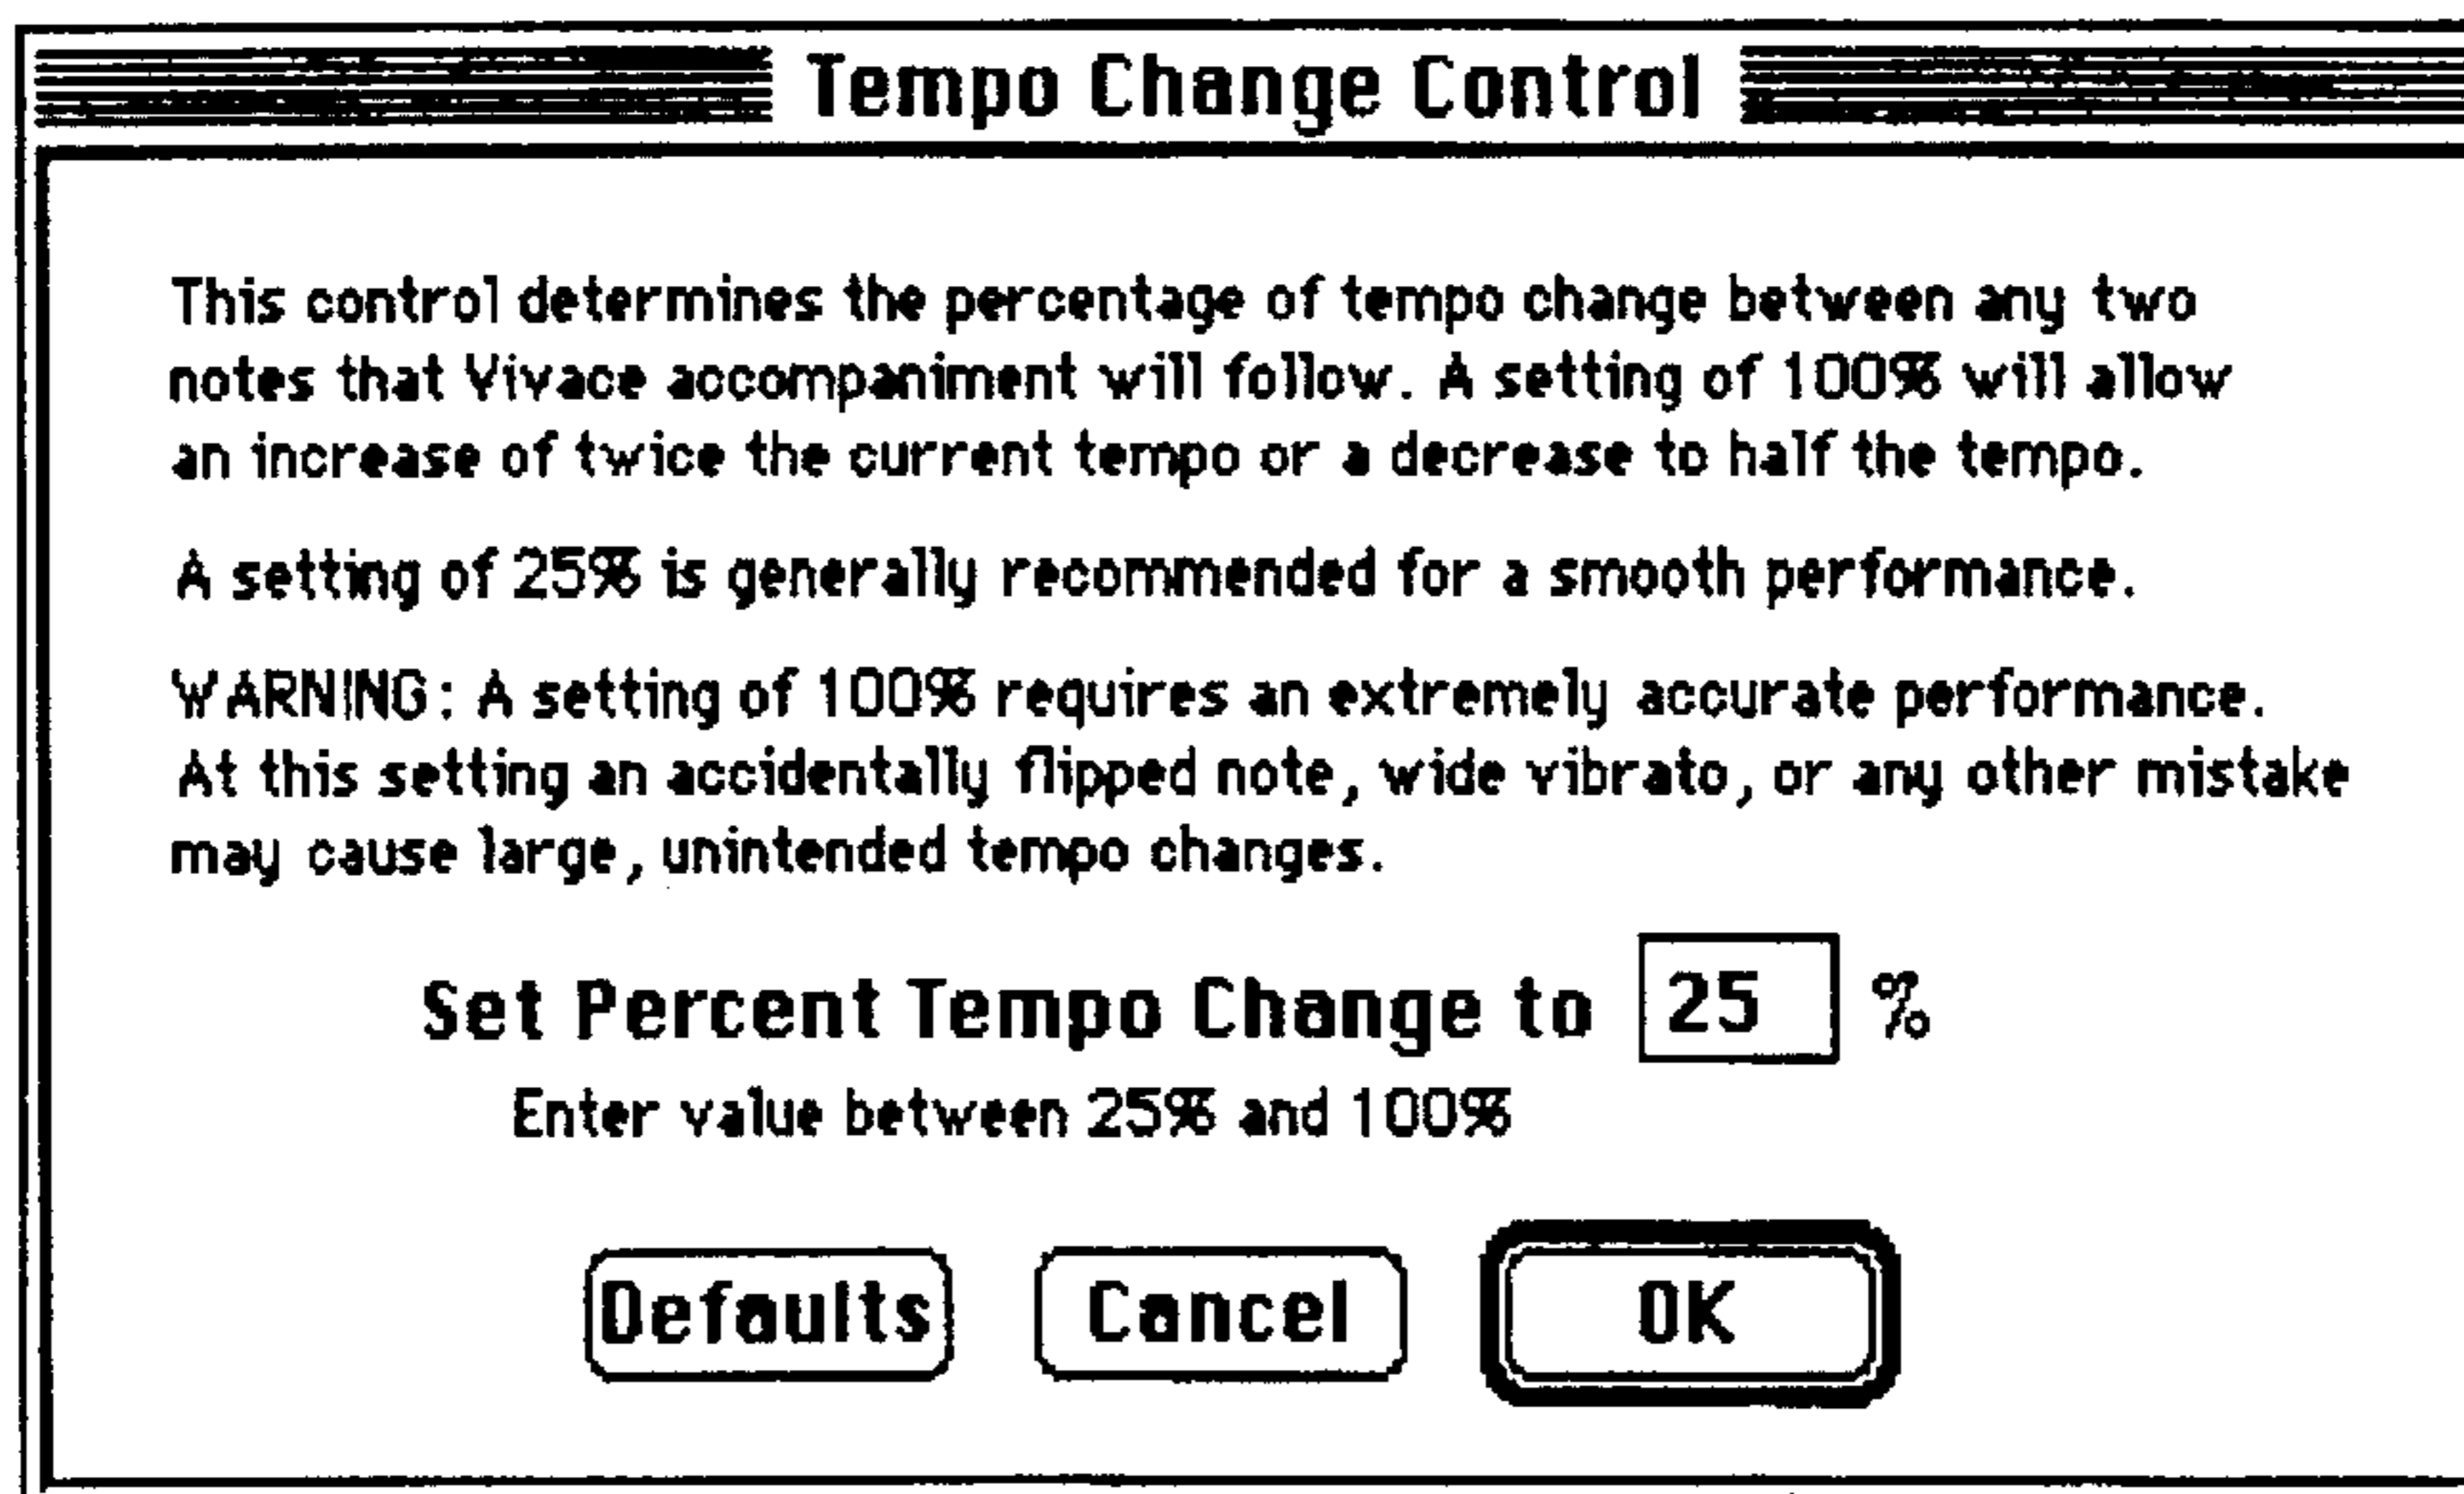 Tempo Change Control
This control determines the percentage of tempo change between any two
notes that Vivace accompaniment will follow. A setting of 100% will allow
an increase of twice the current tempo or a decrease to half the tempo.
A setting of 25% is generally recommended for a smooth performance.
WARNING: A setting of 100% requires an extremely accurate performance.
At this setting an accidentally flipped note, wide vibrato, or any other mistake
may cause large, unintended tempo changes.
Set Percent Tempo Change to 25 %
Enter value between 25% and 100%
Defaults Cancel OK